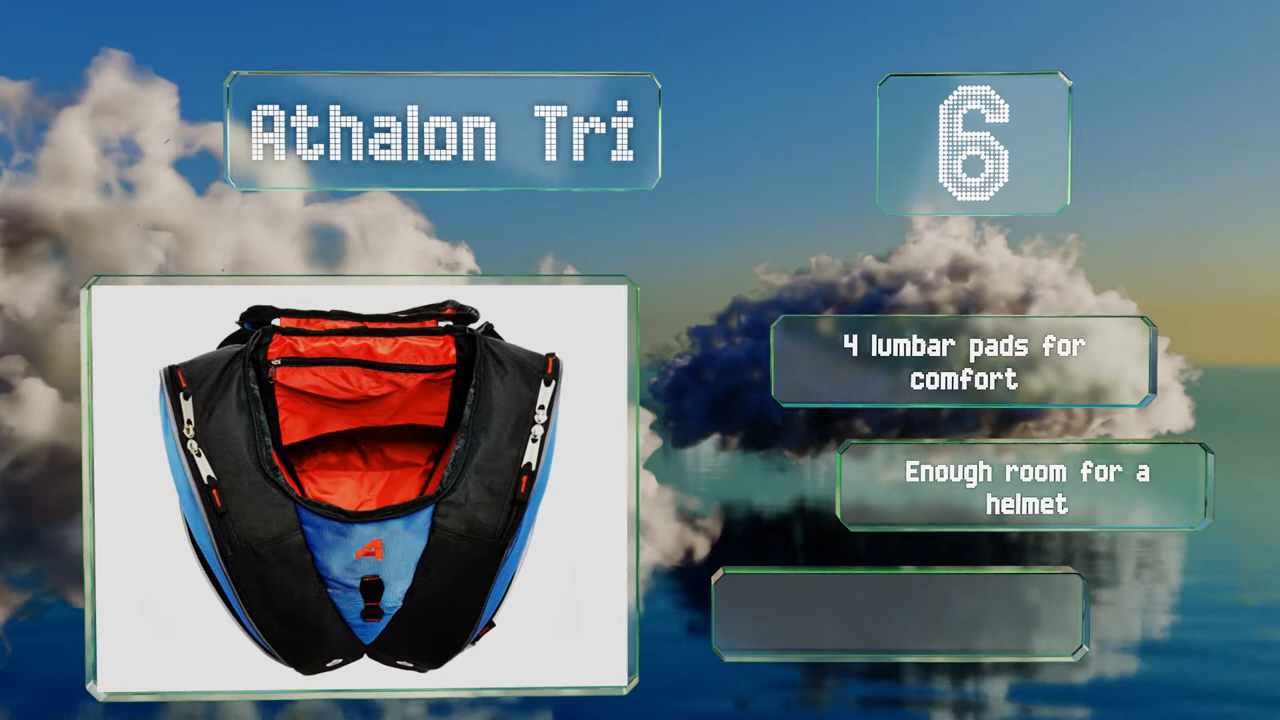 Athalon Tri
6
4 lumbar pads for
comfort
Enough room for a
helmet
A